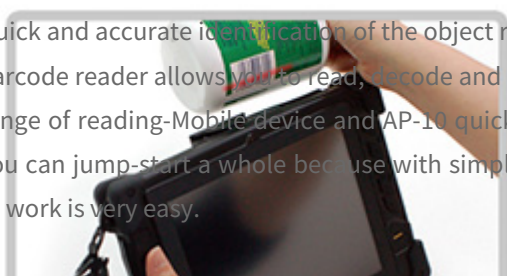 uick and accurate identification of the object r
arcode reader allows you to read, decode and
nge of reading-Mobile device and AP-10 quick
ou can jump-start a whole because with simpl
work is very easy.